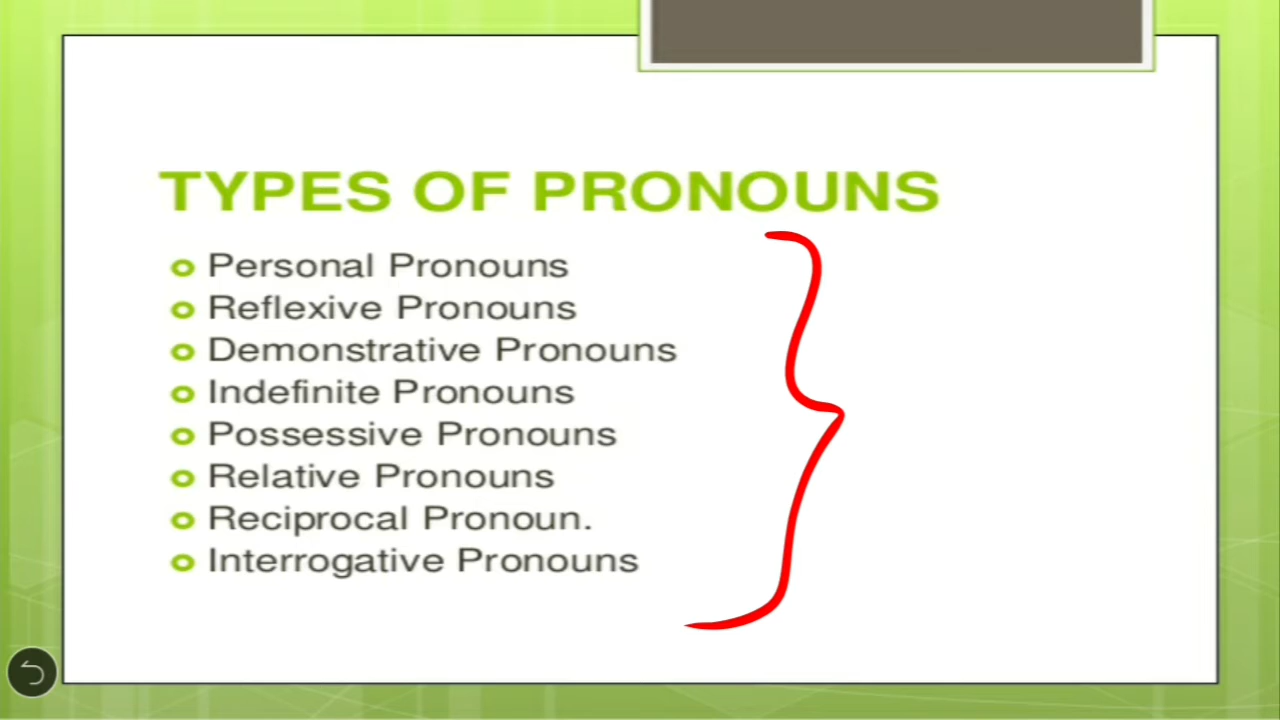 TYPES OF PRONOUNS
Personal Pronouns
Reflexive Pronouns
Demonstrative Pronouns
Indefinite Pronouns
Possessive Pronouns
Relative Pronouns
Reciprocal Pronoun.
Interrogative Pronouns